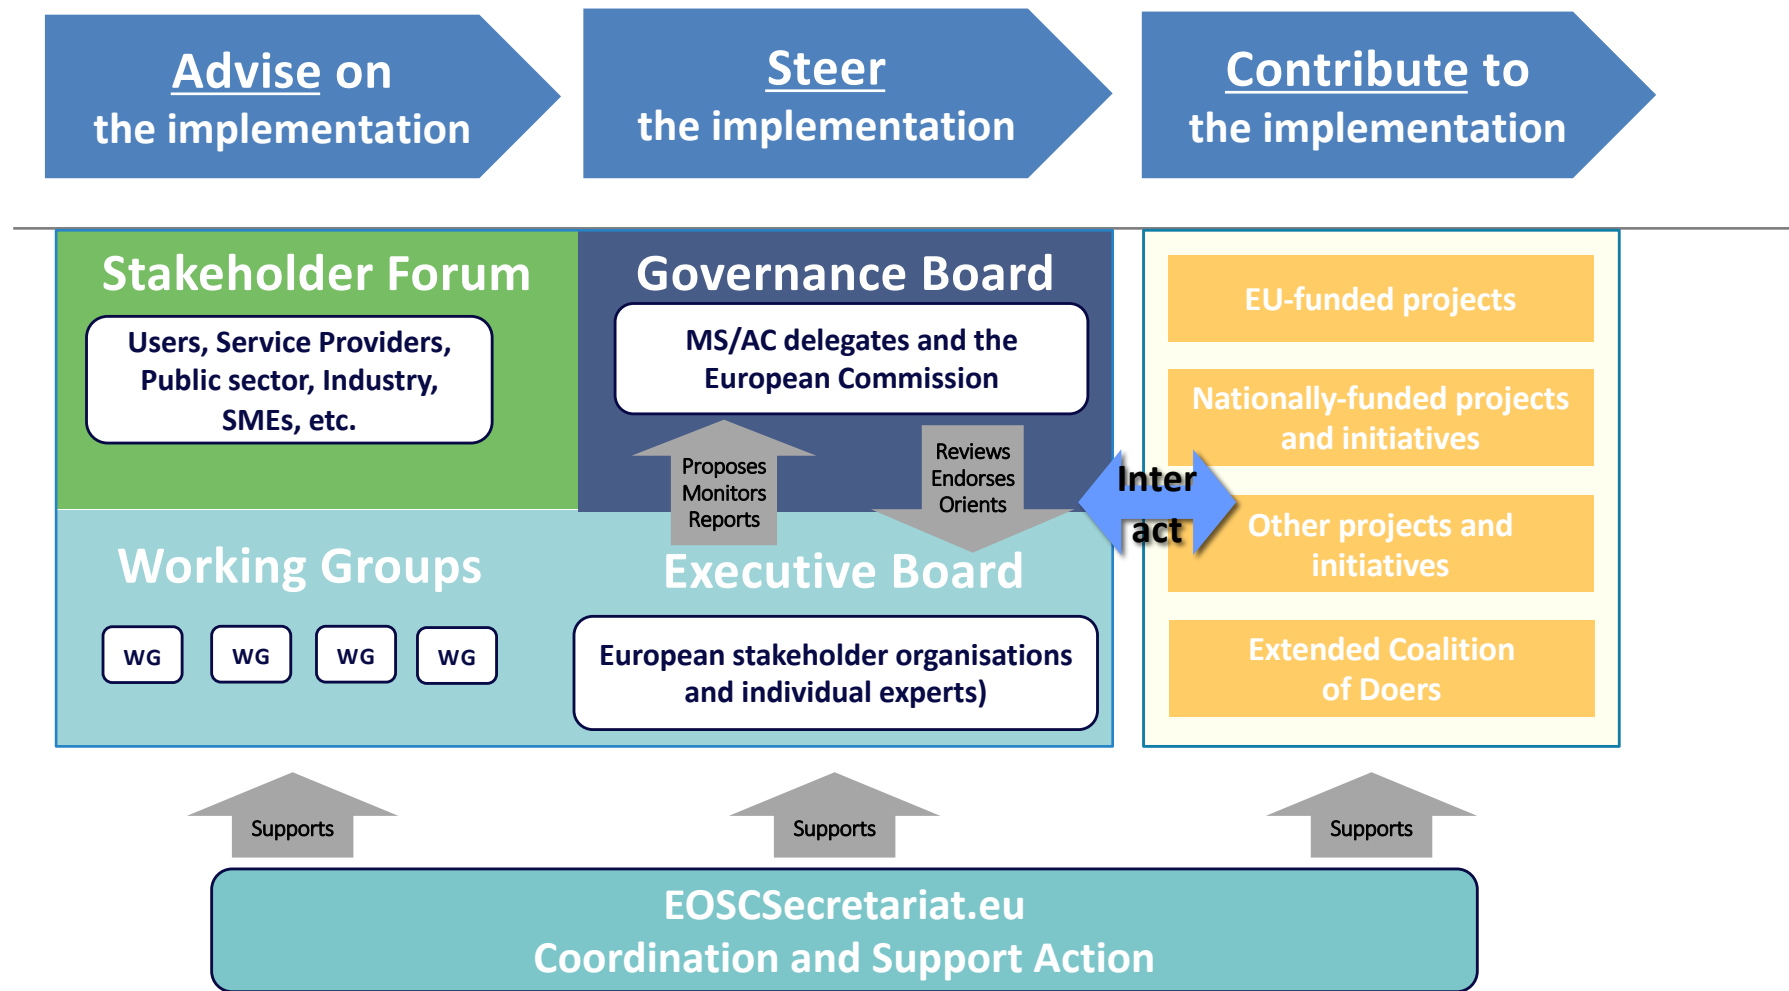 Advise on
the implementation
Steer
the implementation
Contribute to
the implementation
Stakeholder Forum
Users, Service Providers,
Public sector, Industry,
SMEs, etc.
Governance Board
MS/AC delegates and the
European Commission
Proposes
Monitors
Reports
Reviews
Endorses
Orients
Working Groups
WG
WG
WG
WG
Executive Board
European stakeholder organisations
and individual experts)
Inter
act
EU-funded projects
Nationally-funded projects
and initiatives
Other projects and
initiatives
Extended Coalition
of Doers
Supports
Supports
Supports
EOSCSecretariat.eu
Coordination and Support Action